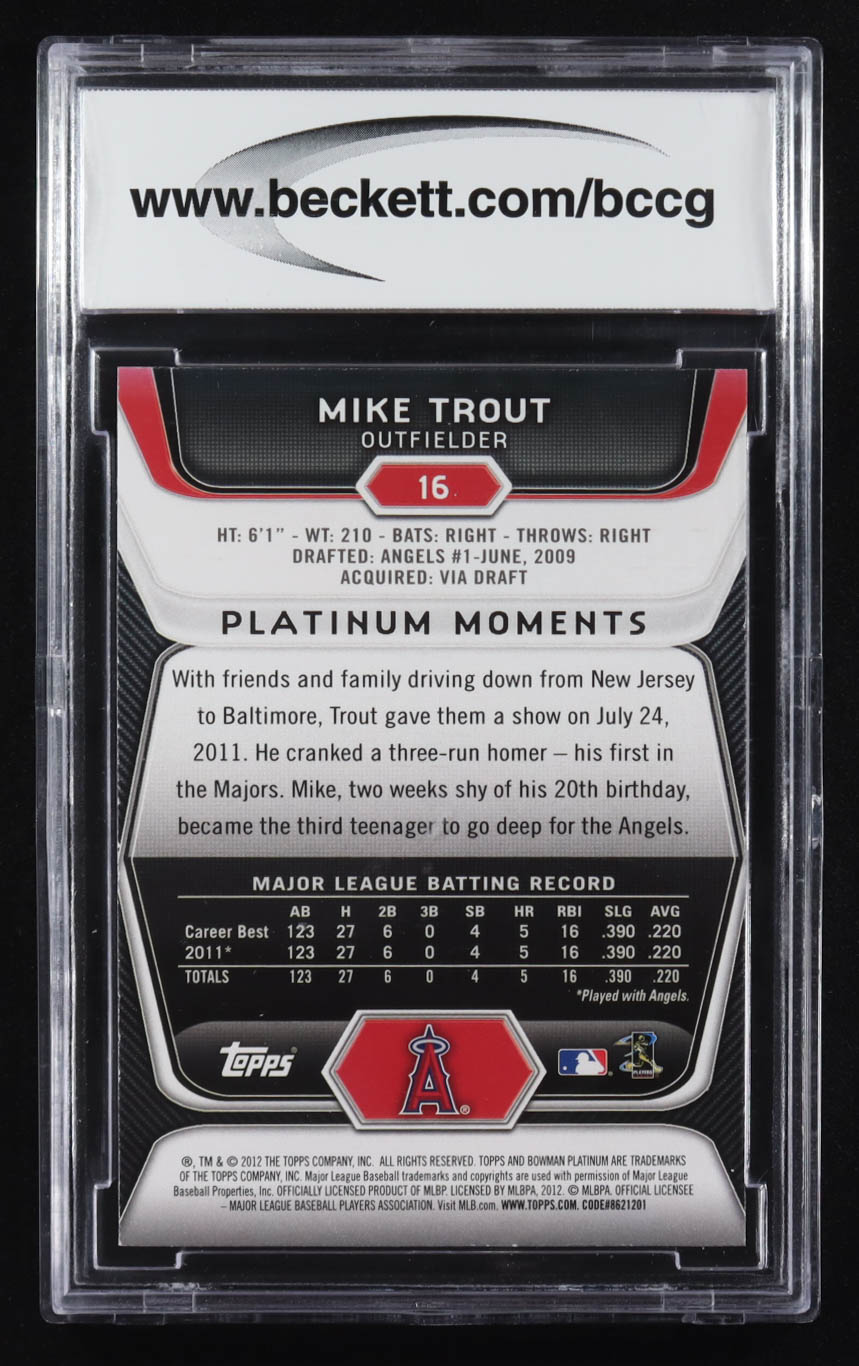 www.beckett.com/bccg
MIKE TROUT
OUTFIELDER
16
HT: 6'1" - WT: 210 - BATS: RIGHT - THROWS: RIGHT
DRAFTED: ANGELS #1-JUNE, 2009
ACQUIRED: VIA DRAFT
PLATINUM MOMENTS
With friends and family driving down from New Jersey
to Baltimore, Trout gave them a show on July 24,
2011. He cranked a three-run homer – his first in
the Majors. Mike, two weeks shy of his 20th birthday,
became the third teenager to go deep for the Angels.
MAJOR LEAGUE BATTING RECORD
AB H 2B 3B SB HR RBI SLG AVG
Career Best 123 27 6 0 4 5 16 .390 .220
2011* 123 27 6 0 4 5 16 .390 .220
TOTALS 123 27 6 0 4 5 16 .390 .220
*Played with Angels.
TOPPS® A® ®
PLAYERS
®, TM & © 2012 THE TOPPS COMPANY, INC. ALL RIGHTS RESERVED. TOPPS AND BOWMAN PLATINUM ARE TRADEMARKS
OF THE TOPPS COMPANY, INC. Major League Baseball trademarks and copyrights are used with permission of Major League
Baseball Properties, Inc. OFFICIALLY LICENSED PRODUCT OF MLBP. LICENSED BY MLBPA, 2012. © MLBPA. OFFICIAL LICENSEE
– MAJOR LEAGUE BASEBALL PLAYERS ASSOCIATION. Visit MLB.com. WWW.TOPPS.COM. CODE#8621201